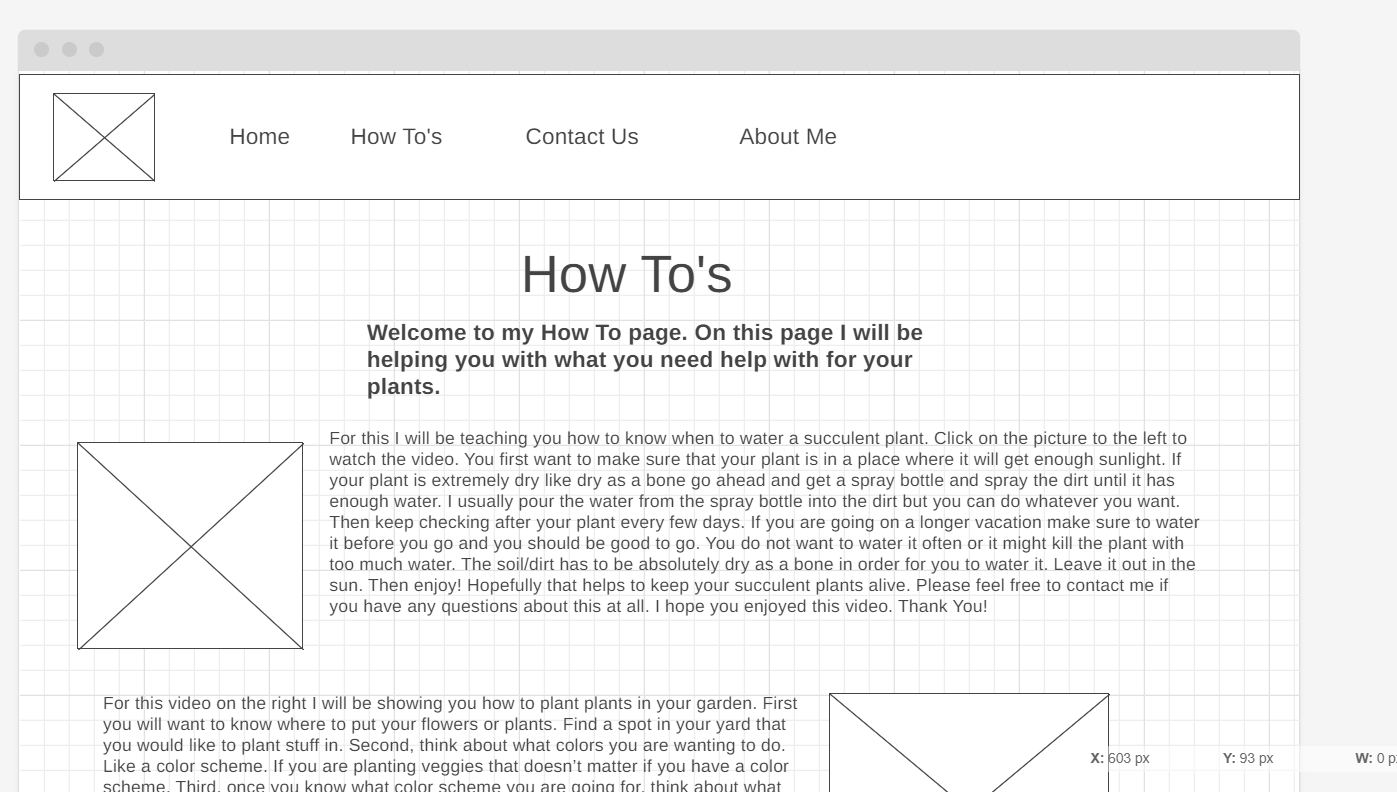 Home How To's Contact Us About Me
How To's
Welcome to my How To page. On this page I will be
helping you with what you need help with for your
plants.
For this I will be teaching you how to know when to water a succulent plant. Click on the picture to the left to
watch the video. You first want to make sure that your plant is in a place where it will get enough sunlight. If
your plant is extremely dry like dry as a bone go ahead and get a spray bottle and spray the dirt until it has
enough water. I usually pour the water from the spray bottle into the dirt but you can do whatever you want.
Then keep checking after your plant every few days. If you are going on a longer vacation make sure to water
it before you go and you should be good to go. You do not want to water it often or it might kill the plant with
too much water. The soil/dirt has to be absolutely dry as a bone in order for you to water it. Leave it out in the
sun. Then enjoy! Hopefully that helps to keep your succulent plants alive. Please feel free to contact me if
you have any questions about this at all. I hope you enjoyed this video. Thank You!
For this video on the right I will be showing you how to plant plants in your garden. First
you will want to know where to put your flowers or plants. Find a spot in your yard that
you would like to plant stuff in. Second, think about what colors you are wanting to do.
Like a color scheme. If you are planting veggies that doesn’t matter if you have a color
scheme. Third, once you know what color scheme you are going for, think about what
X: 603 px Y: 93 px W: 0 p